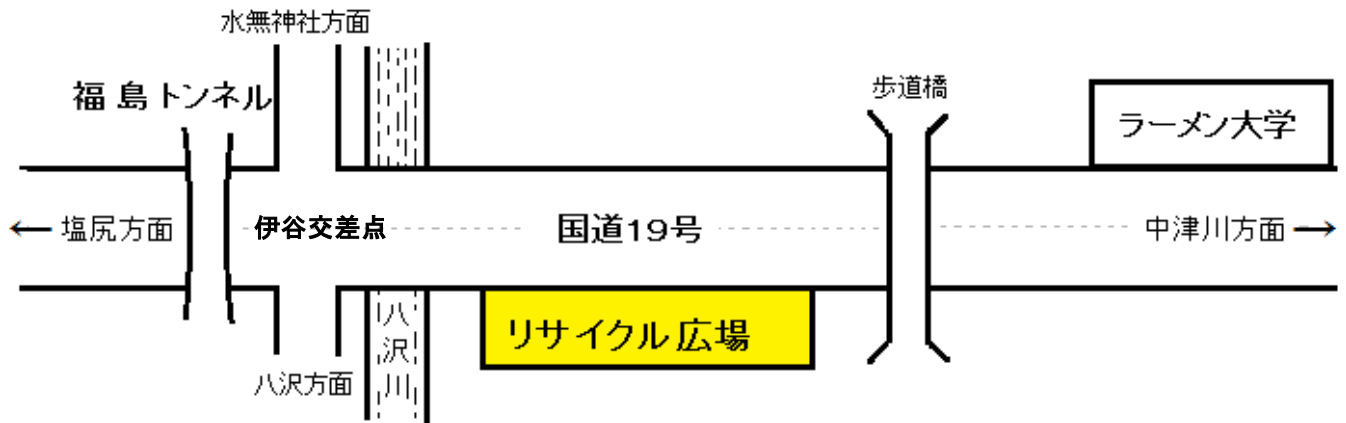 水無神社方面
福島トンネル
歩道橋
ラーメン大学
← 塩尻方面
伊谷交差点
国道19号
中津川方面 →
八沢川
リサイクル広場
八沢方面